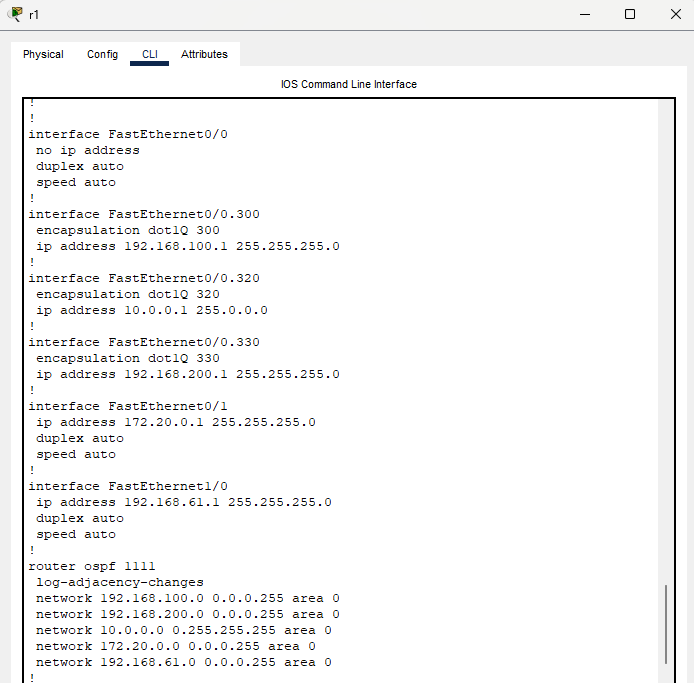 r1
Physical Config CLI Attributes
IOS Command Line Interface
!
!
interface FastEthernet0/0
 no ip address
 duplex auto
 speed auto
!
interface FastEthernet0/0.300
 encapsulation dot1Q 300
 ip address 192.168.100.1 255.255.255.0
!
interface FastEthernet0/0.320
 encapsulation dot1Q 320
 ip address 10.0.0.1 255.0.0.0
!
interface FastEthernet0/0.330
 encapsulation dot1Q 330
 ip address 192.168.200.1 255.255.255.0
!
interface FastEthernet0/1
 ip address 172.20.0.1 255.255.255.0
 duplex auto
 speed auto
!
interface FastEthernet1/0
 ip address 192.168.61.1 255.255.255.0
 duplex auto
 speed auto
!
router ospf 1111
 log-adjacency-changes
 network 192.168.100.0 0.0.0.255 area 0
 network 192.168.200.0 0.0.0.255 area 0
 network 10.0.0.0 0.255.255.255 area 0
 network 172.20.0.0 0.0.0.255 area 0
 network 192.168.61.0 0.0.0.255 area 0
!